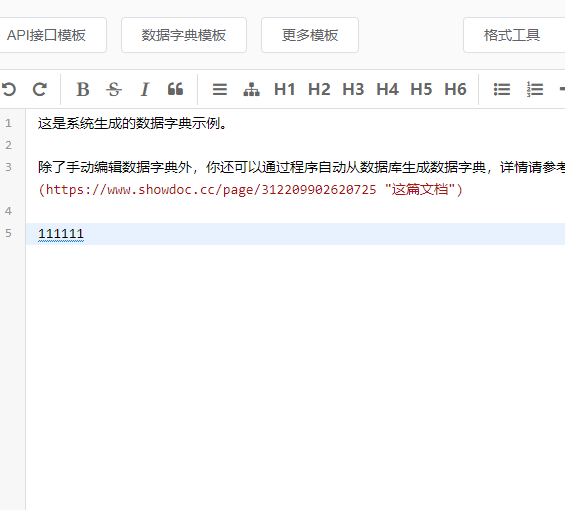 API接口模板 数据字典模板 更多模板 格式工具
B S I H1 H2 H3 H4 H5 H6
1 这是系统生成的数据字典示例。
2
3 除了手动编辑数据字典外，你还可以通过程序自动从数据库生成数据字典，详情请参考
(https://www.showdoc.cc/page/312209902620725 "这篇文档")
4
5 111111